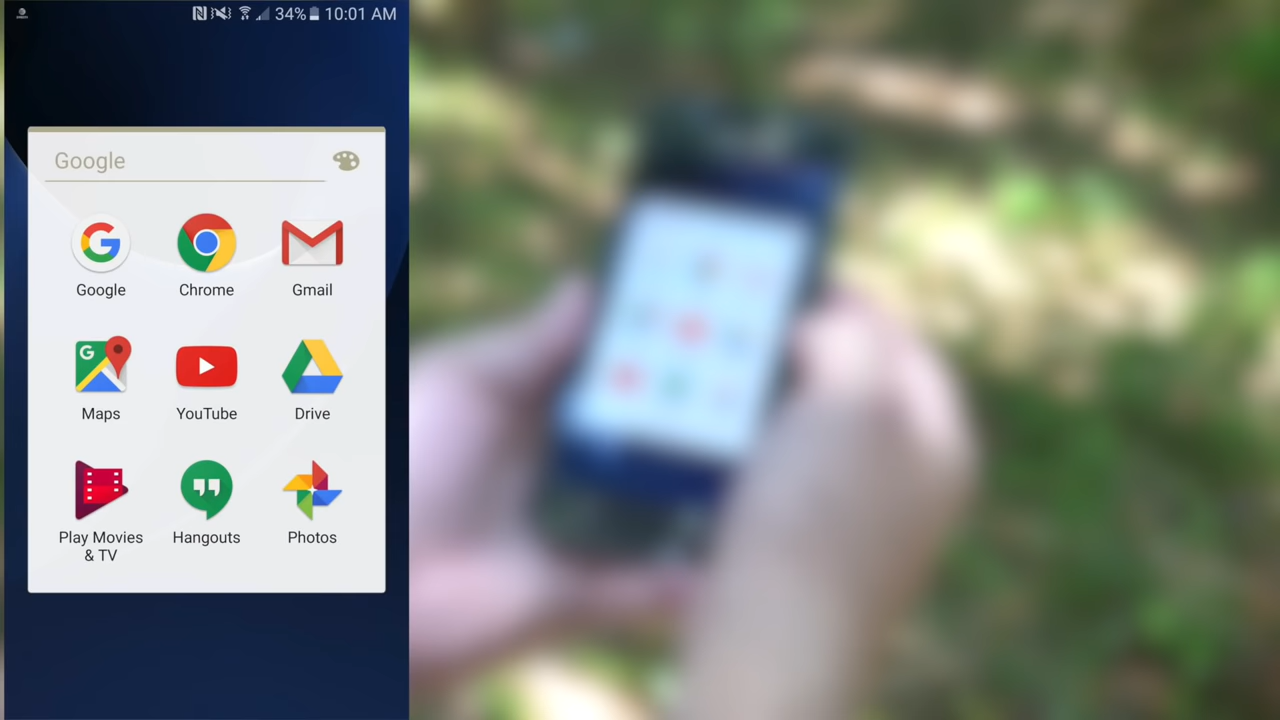 34% 10:01 AM
Google
Google Chrome Gmail
G
Maps YouTube Drive
Play Movies Hangouts Photos
& TV